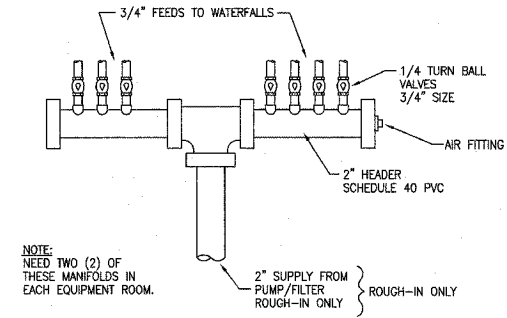 3/4" FEEDS TO WATERFALLS
1/4 TURN BALL
VALVES
3/4" SIZE
AIR FITTING
2" HEADER
SCHEDULE 40 PVC
NOTE:
NEED TWO (2) OF
THESE MANIFOLDS IN
EACH EQUIPMENT ROOM.
2" SUPPLY FROM
PUMP/FILTER
ROUGH-IN ONLY
ROUGH-IN ONLY